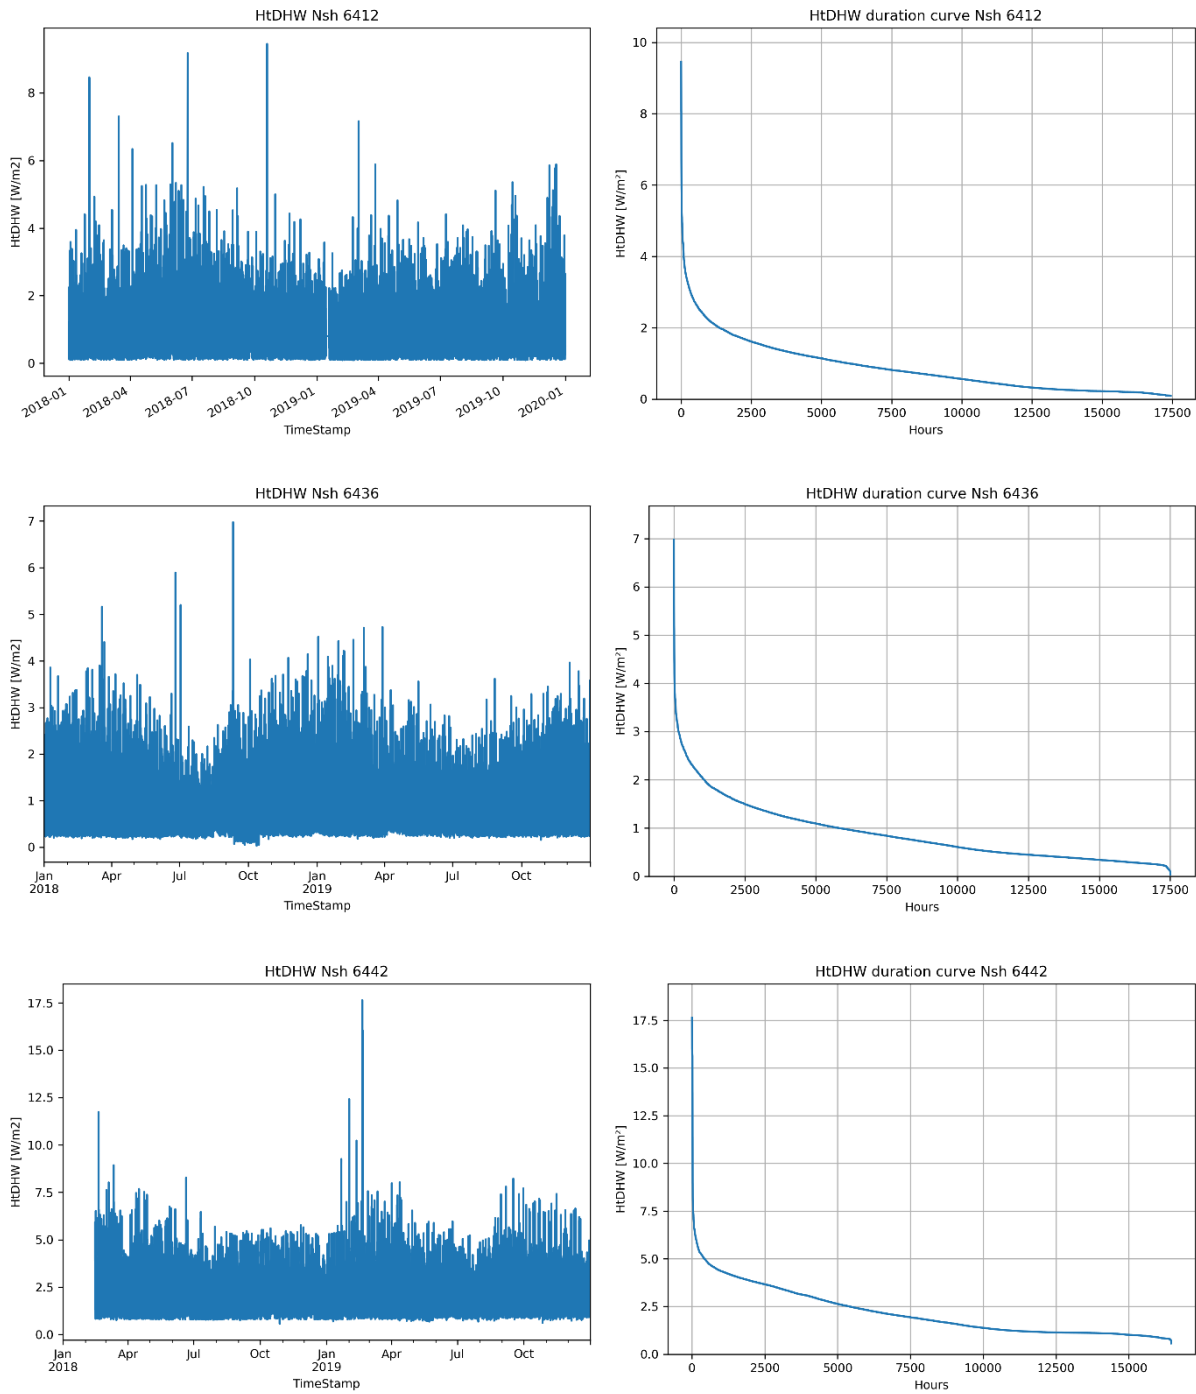 HtDHW Nsh 6412
HtDHW [W/m2]
8
6
4
2
0
2018-01
2018-04
2018-07
2018-10
2019-01
2019-04
2019-07
2019-10
2020-01
TimeStamp
HtDHW duration curve Nsh 6412
HtDHW [W/m²]
10
8
6
4
2
0
0
2500
5000
7500
10000
12500
15000
17500
Hours
HtDHW Nsh 6436
HtDHW [W/m2]
7
6
5
4
3
2
1
0
Jan
2018
Apr
Jul
Oct
Jan
2019
Apr
Oct
TimeStamp
HtDHW duration curve Nsh 6436
HtDHW [W/m²]
7
6
5
4
3
2
1
0
0
2500
5000
7500
10000
12500
15000
17500
Hours
HtDHW Nsh 6442
HtDHW [W/m2]
17.5
15.0
12.5
10.0
7.5
5.0
2.5
0.0
Jan
2018
Apr
Jul
Oct
Jan
2019
Apr
Jul
Oct
TimeStamp
HtDHW duration curve Nsh 6442
HtDHW [W/m²]
17.5
15.0
12.5
10.0
7.5
5.0
2.5
0.0
0
2500
5000
7500
10000
12500
15000
Hours